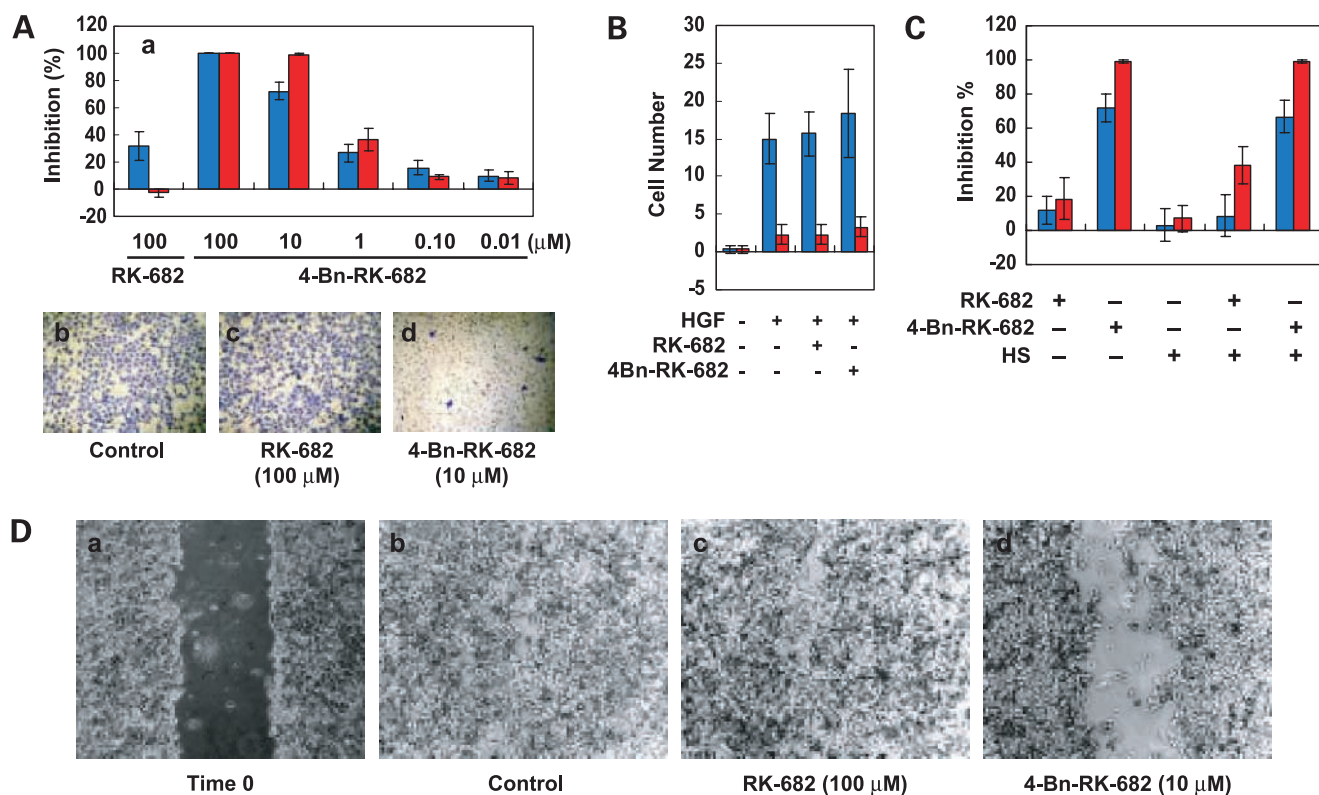 A
a
Inhibition (%)
120
100
80
60
40
20
0
-20
100 100 10 1 0.10 0.01 (μM)
RK-682 4-Bn-RK-682
b c d
Control RK-682 (100 μM) 4-Bn-RK-682 (10 μM)
B
Cell Number
30
25
20
15
10
5
0
-5
HGF - + + +
RK-682 - - + -
4Bn-RK-682 - - - +
C
Inhibition %
120
100
80
60
40
20
0
-20
RK-682 + – – + –
4-Bn-RK-682 – + – – +
HS – – + + +
D
a b c d
Time 0 Control RK-682 (100 μM) 4-Bn-RK-682 (10 μM)